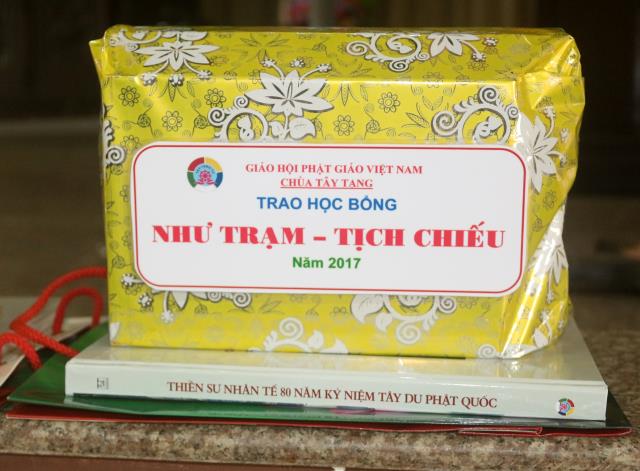 GIÁO HỘI PHẬT GIÁO VIỆT NAM
CHÙA TÂY TẠNG
TRAO HỌC BỔNG
NHƯ TRẠM – TỊCH CHIẾU
Năm 2017
THIỀN SƯ NHẪN TẾ 80 NĂM KỶ NIỆM TÂY DU PHẬT QUỐC